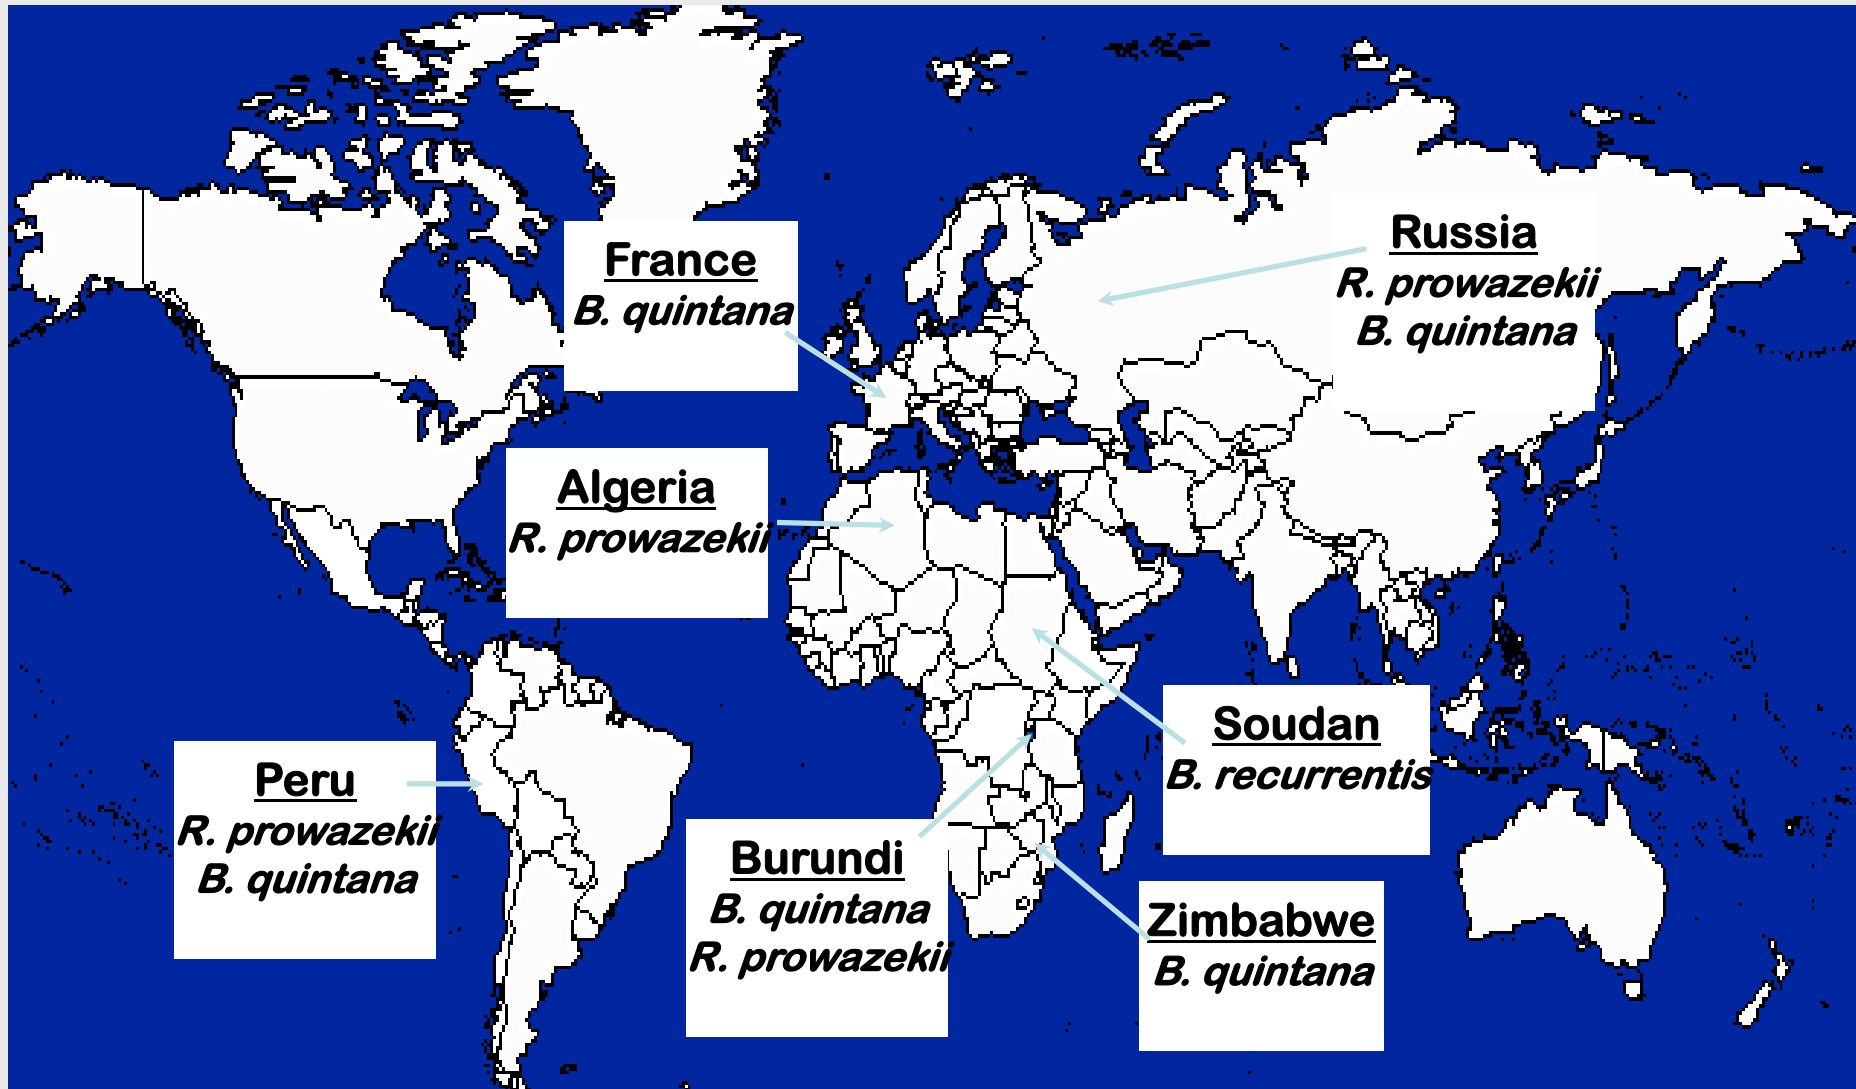 France
B. quintana
Russia
R. prowazekii
B. quintana
Algeria
R. prowazekii
Soudan
B. recurrentis
Peru
R. prowazekii
B. quintana
Burundi
B. quintana
R. prowazekii
Zimbabwe
B. quintana